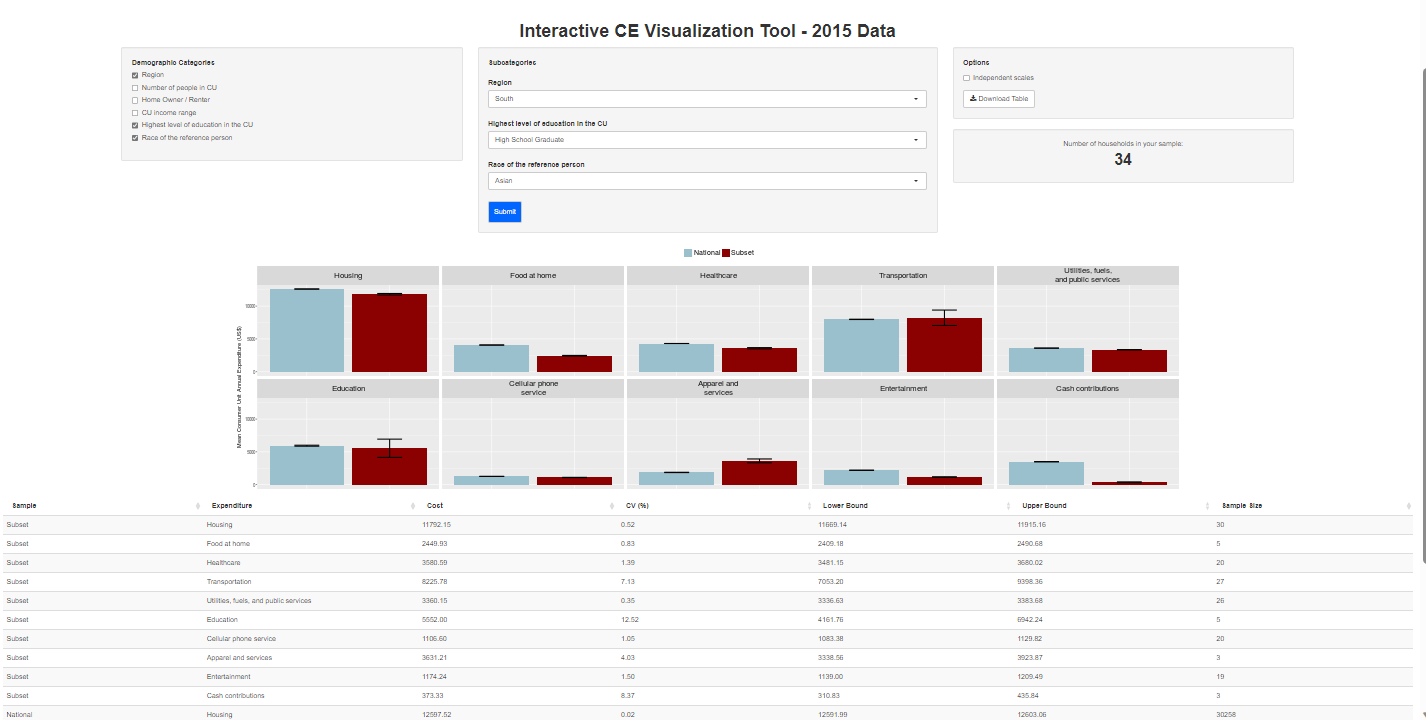 Interactive CE Visualization Tool - 2015 Data
Demographic Categories
Region
Number of people in CU
Home Owner / Renter
CU income range
Highest level of education in the CU
Race of the reference person
Subcategories
Region
South
Highest level of education in the CU
High School Graduate
Race of the reference person
Asian
Submit
Options
Independent scales
Download Table
Number of households in your sample:
34
National Subset
Mean Consumer Unit Annual Expenditure (US$)
Housing Food at home Healthcare Transportation Utilities, fuels,
and public services
10000
5000
0
Education Cellular phone Apparel and Entertainment Cash contributions
service services
10000
5000
0
Sample Expenditure Cost CV (%) Lower Bound Upper Bound Sample Size
Subset Housing 11792.15 0.52 11669.14 11915.16 30
Subset Food at home 2449.93 0.83 2409.18 2490.68 5
Subset Healthcare 3580.59 1.39 3481.15 3680.02 20
Subset Transportation 8225.78 7.13 7053.20 9398.36 27
Subset Utilities, fuels, and public services 3360.15 0.35 3336.63 3383.68 26
Subset Education 5552.00 12.52 4161.76 6942.24 5
Subset Cellular phone service 1106.60 1.05 1083.38 1129.82 20
Subset Apparel and services 3631.21 4.03 3338.56 3923.87 3
Subset Entertainment 1174.24 1.50 1139.00 1209.49 19
Subset Cash contributions 373.33 8.37 310.83 435.84 3
National Housing 12597.52 0.02 12591.99 12603.06 30258